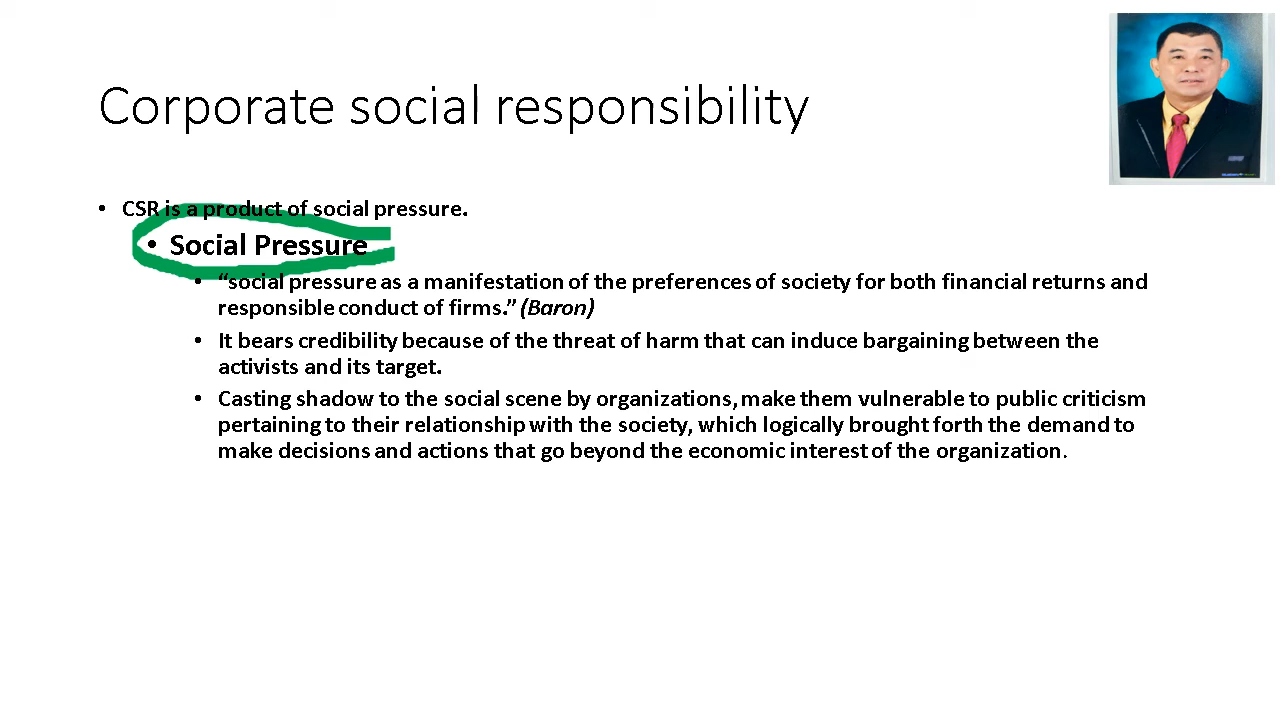 Corporate social responsibility
• CSR is a product of social pressure.
• Social Pressure
• “social pressure as a manifestation of the preferences of society for both financial returns and
responsible conduct of firms.” (Baron)
• It bears credibility because of the threat of harm that can induce bargaining between the
activists and its target.
• Casting shadow to the social scene by organizations, make them vulnerable to public criticism
pertaining to their relationship with the society, which logically brought forth the demand to
make decisions and actions that go beyond the economic interest of the organization.